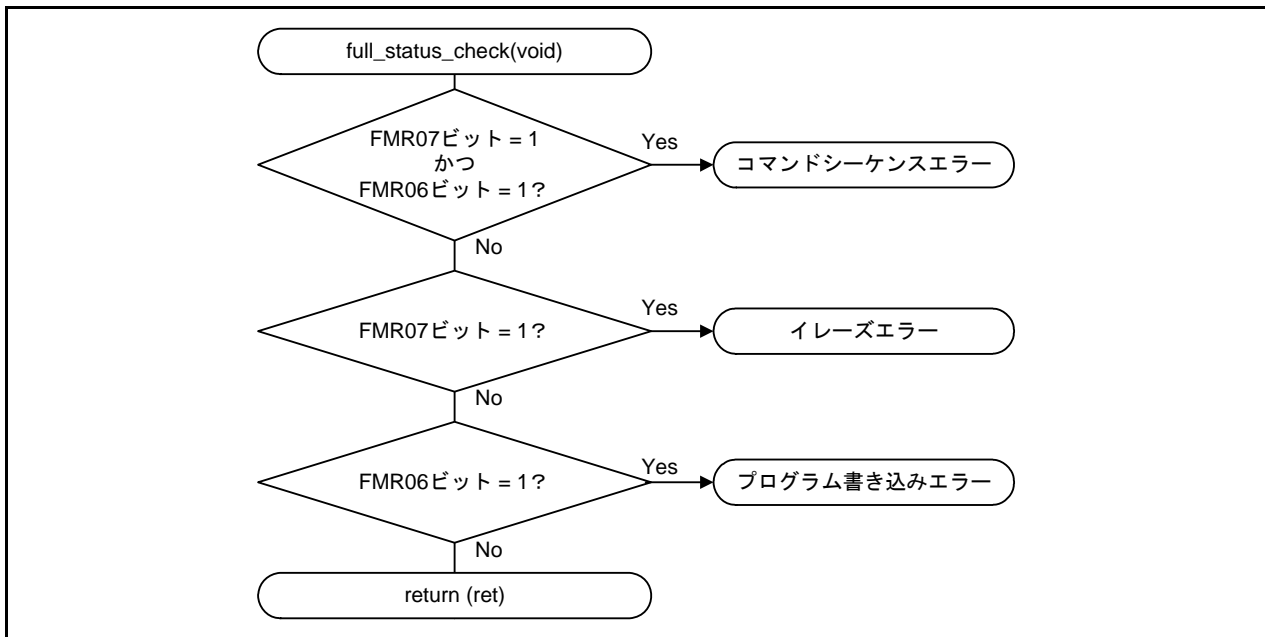 full_status_check(void)
FMR07ビット = 1
かつ
FMR06ビット = 1?
Yes
コマンドシーケンスエラー
No
FMR07ビット = 1?
Yes
イレーズエラー
No
FMR06ビット = 1?
Yes
プログラム書き込みエラー
No
return (ret)